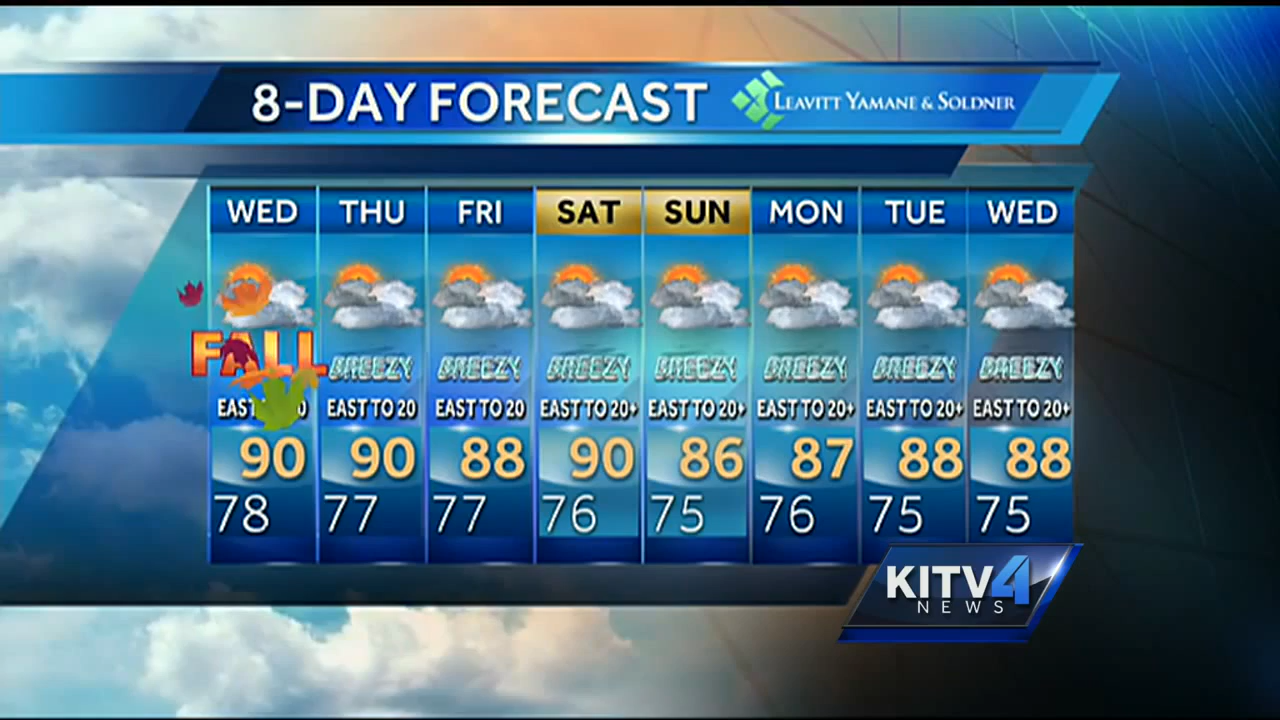 8-DAY FORECAST LEAVITT YAMANE & SOLDNER
WED THU FRI SAT SUN MON TUE WED
FALL BREEZY BREEZY BREEZY BREEZY BREEZY BREEZY BREEZY
EAST EAST TO 20 EAST TO 20 EAST TO 20+ EAST TO 20+ EAST TO 20+ EAST TO 20+ EAST TO 20+
90 90 88 90 86 87 88 88
78 77 77 76 75 76 75 75
KITV4
NEWS